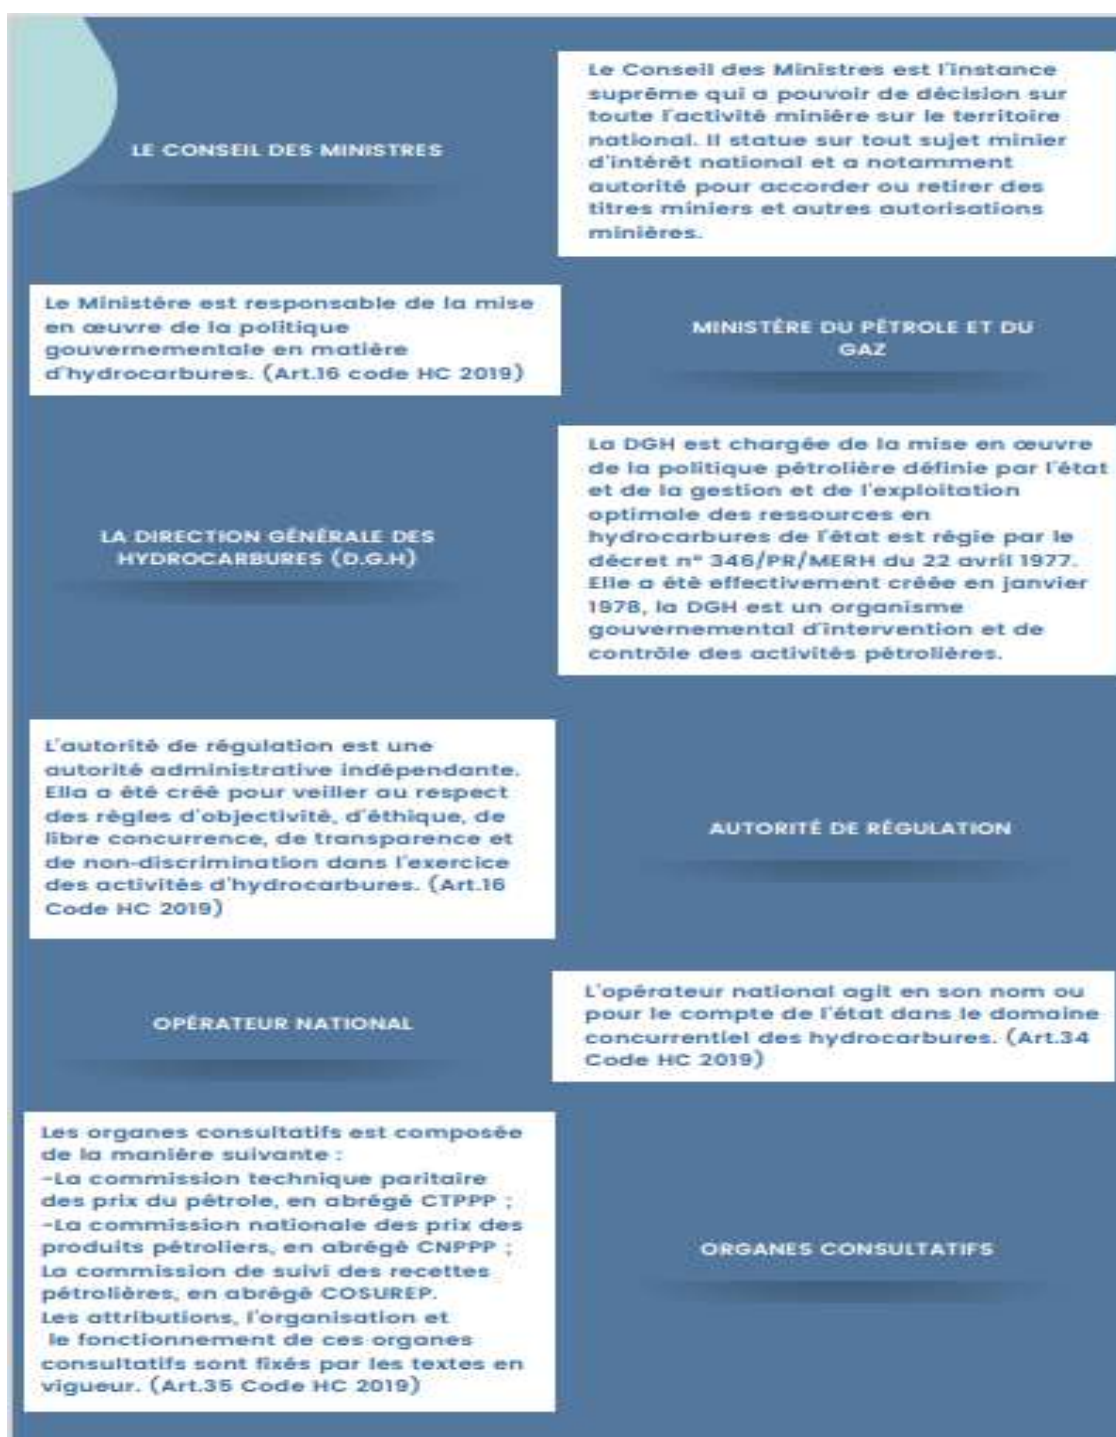 LE CONSEIL DES MINISTRES
Le Conseil des Ministres est l'instance
suprême qui a pouvoir de décision sur
toute l'activité minière sur le territoire
national. Il statue sur tout sujet minier
d'intérêt national et a notamment
autorité pour accorder ou retirer des
titres miniers et autres autorisations
minières.
MINISTÈRE DU PÉTROLE ET DU
GAZ
Le Ministère est responsable de la mise
en œuvre de la politique
gouvernementale en matière
d'hydrocarbures. (Art.16 code HC 2019)
LA DIRECTION GÉNÉRALE DES
HYDROCARBURES (D.G.H)
La DGH est chargée de la mise en œuvre
de la politique pétrolière définie par l'état
et de la gestion et de l'exploitation
optimale des ressources en
hydrocarbures de l'état est régie par le
décret n° 346/PR/MERH du 22 avril 1977.
Elle a été effectivement créée en janvier
1978, la DGH est un organisme
gouvernemental d'intervention et de
contrôle des activités pétrolières.
AUTORITÉ DE RÉGULATION
L'autorité de régulation est une
autorité administrative indépendante.
Ella a été créé pour veiller au respect
des règles d'objectivité, d'éthique, de
libre concurrence, de transparence et
de non-discrimination dans l'exercice
des activités d'hydrocarbures. (Art.16
Code HC 2019)
OPÉRATEUR NATIONAL
L'opérateur national agit en son nom ou
pour le compte de l'état dans le domaine
concurrentiel des hydrocarbures. (Art.34
Code HC 2019)
ORGANES CONSULTATIFS
Les organes consultatifs est composée
de la manière suivante :
-La commission technique paritaire
des prix du pétrole, en abrégé CTPPP ;
-La commission nationale des prix des
produits pétroliers, en abrégé CNPPP ;
La commission de suivi des recettes
pétrolières, en abrégé COSUREP.
Les attributions, l'organisation et
le fonctionnement de ces organes
consultatifs sont fixés par les textes en
vigueur. (Art.35 Code HC 2019)